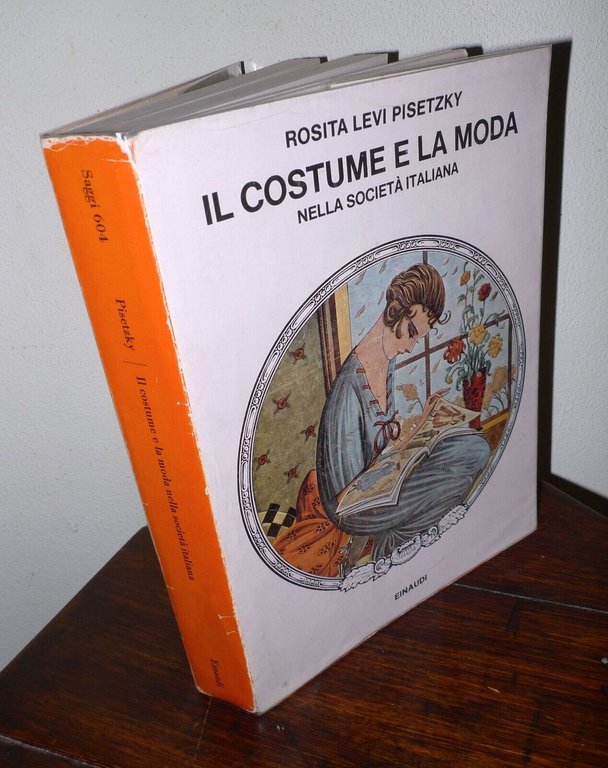 ROSITA LEVI PISETZKY
IL COSTUME E LA MODA
NELLA SOCIETÀ ITALIANA
EINAUDI
Saggi 604
Pisetzky | Il costume e la moda nella società italiana
Einaudi